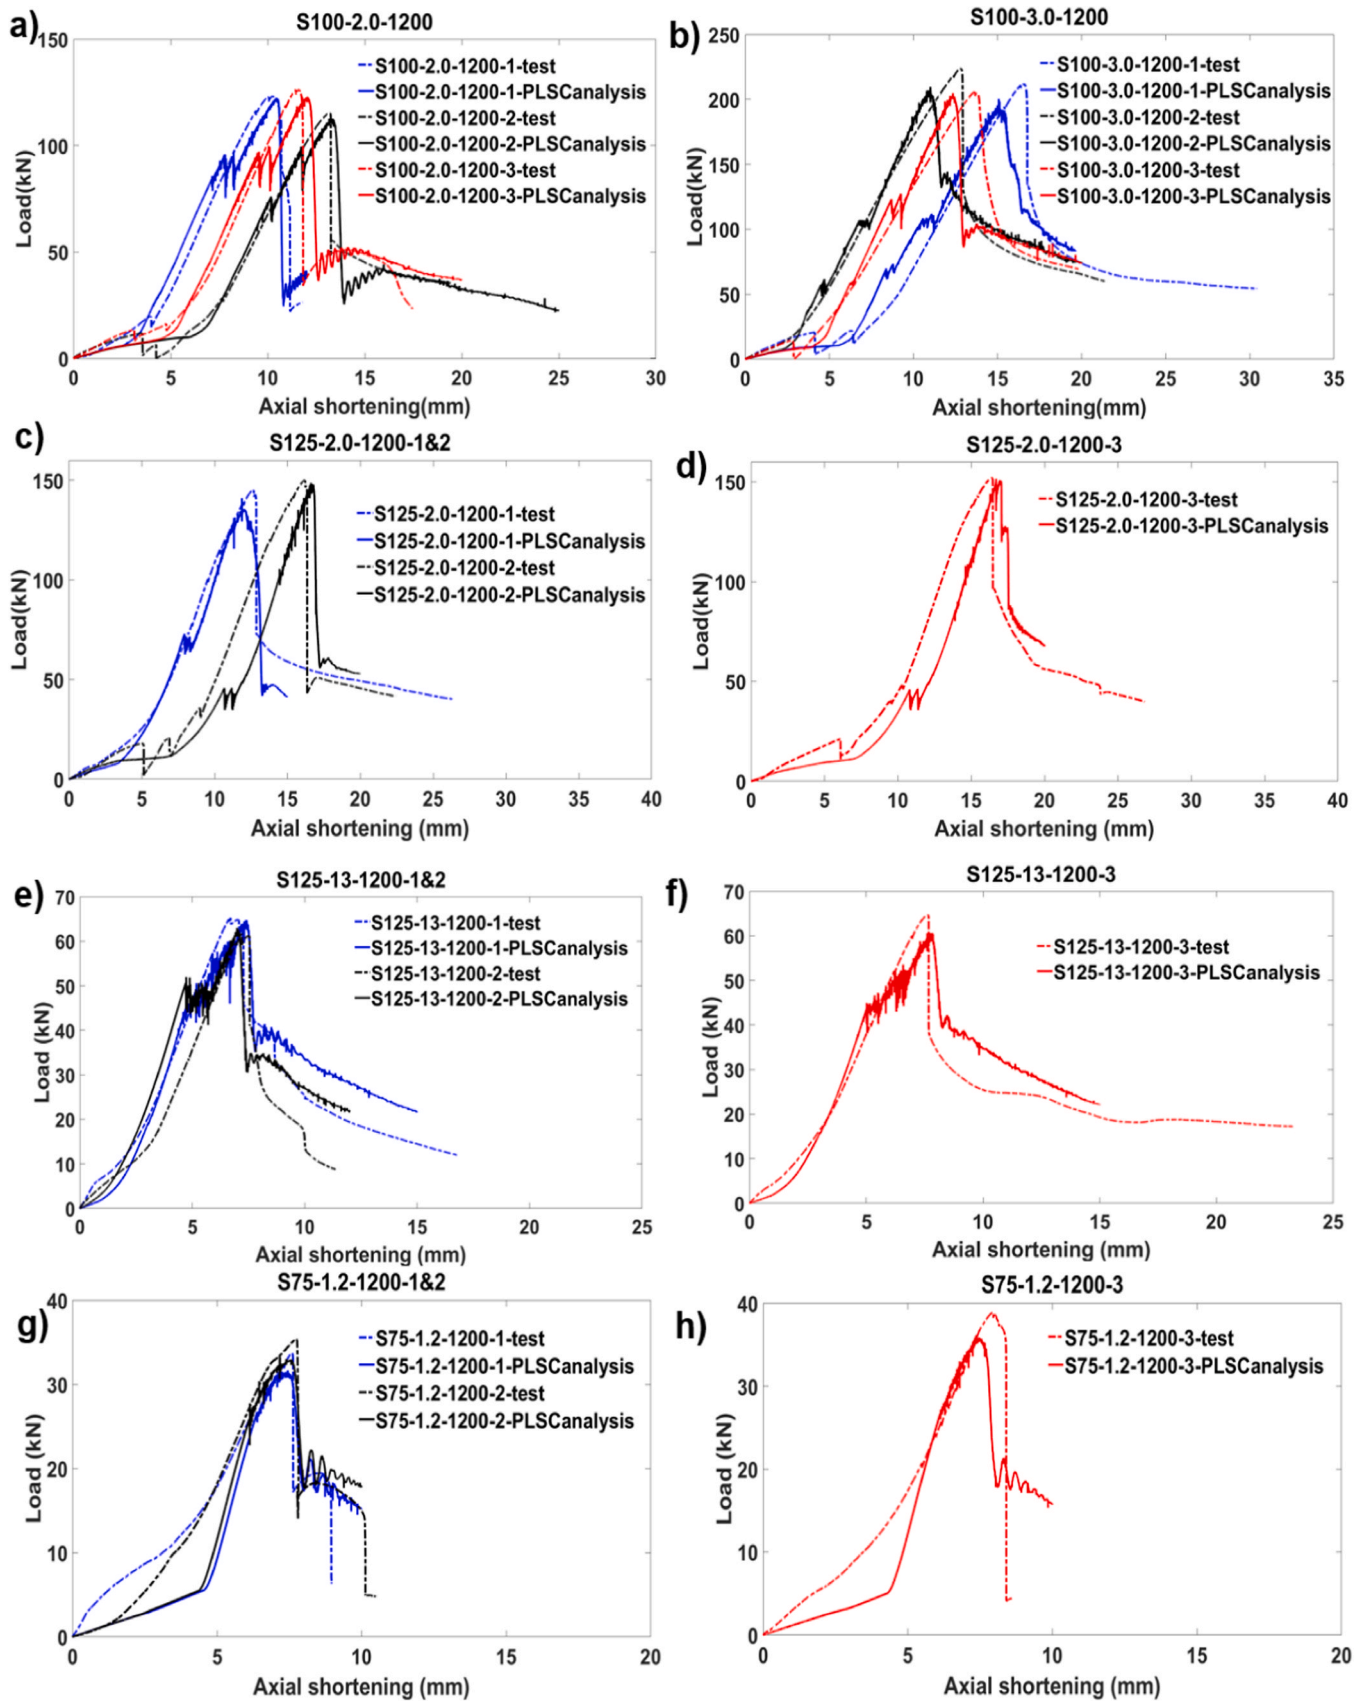 a)
S100-2.0-1200
150
100
50
0
Load(kN)
S100-2.0-1200-1-test
S100-2.0-1200-1-PLSCanalysis
S100-2.0-1200-2-test
S100-2.0-1200-2-PLSCanalysis
S100-2.0-1200-3-test
S100-2.0-1200-3-PLSCanalysis
0 5 10 15 20 25 30
Axial shortening(mm)
b)
S100-3.0-1200
250
200
150
100
50
0
Load(kN)
S100-3.0-1200-1-test
S100-3.0-1200-1-PLSCanalysis
S100-3.0-1200-2-test
S100-3.0-1200-2-PLSCanalysis
S100-3.0-1200-3-test
S100-3.0-1200-3-PLSCanalysis
0 5 10 15 20 25 30 35
Axial shortening(mm)
c)
S125-2.0-1200-1&2
150
100
50
0
Load(kN)
S125-2.0-1200-1-test
S125-2.0-1200-1-PLSCanalysis
S125-2.0-1200-2-test
S125-2.0-1200-2-PLSCanalysis
0 5 10 15 20 25 30 35 40
Axial shortening (mm)
d)
S125-2.0-1200-3
150
100
50
0
Load(kN)
S125-2.0-1200-3-test
S125-2.0-1200-3-PLSCanalysis
0 5 10 15 20 25 30 35 40
Axial shortening (mm)
e)
S125-13-1200-1&2
70
60
50
40
30
20
10
0
Load (kN)
S125-13-1200-1-test
S125-13-1200-1-PLSCanalysis
S125-13-1200-2-test
S125-13-1200-2-PLSCanalysis
0 5 10 15 20 25
Axial shortening (mm)
f)
S125-13-1200-3
70
60
50
40
30
20
10
0
Load (kN)
S125-13-1200-3-test
S125-13-1200-3-PLSCanalysis
0 5 10 15 20 25
Axial shortening (mm)
g)
S75-1.2-1200-1&2
40
30
20
10
0
Load (kN)
S75-1.2-1200-1-test
S75-1.2-1200-1-PLSCanalysis
S75-1.2-1200-2-test
S75-1.2-1200-2-PLSCanalysis
0 5 10 15 20
Axial shortening (mm)
h)
S75-1.2-1200-3
40
30
20
10
0
Load (kN)
S75-1.2-1200-3-test
S75-1.2-1200-3-PLSCanalysis
0 5 10 15 20
Axial shortening (mm)